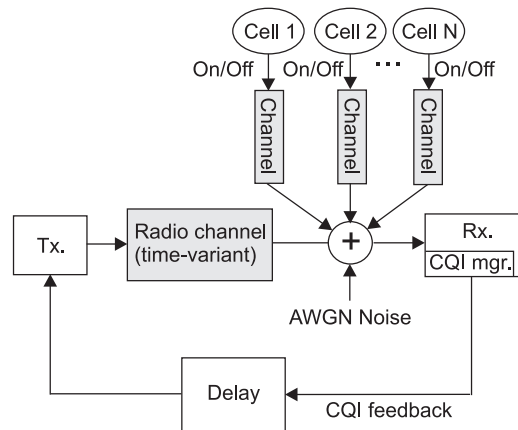 Cell 1
Cell 2
Cell N
On/Off
On/Off
...
On/Off
Channel
Channel
Channel
Tx.
Radio channel
(time-variant)
+
Rx.
CQI mgr.
AWGN Noise
Delay
CQI feedback